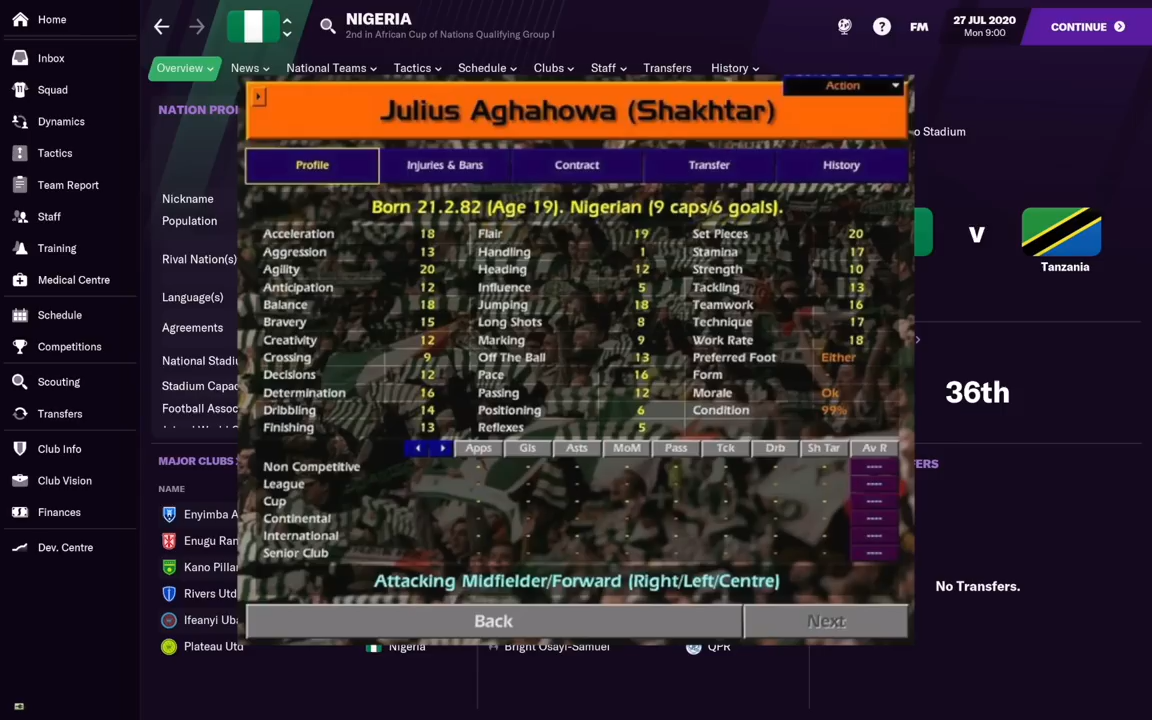 Home
Inbox
Squad
Dynamics
Tactics
Team Report
Staff
Training
Medical Centre
Schedule
Competitions
Scouting
Transfers
Club Info
Club Vision
Finances
Dev. Centre
NIGERIA
2nd in African Cup of Nations Qualifying Group I
FM
27 JUL 2020
Mon 9:00
CONTINUE
Overview News National Teams Tactics Schedule Clubs Staff Transfers History
NATION PRO
Nickname
Population
Rival Nation(s)
Language(s)
Agreements
National Stadiu
Stadium Capac
Football Assoc
MAJOR CLUBS
NAME
Enyimba A
Enugu Ran
Kano Pillar
Rivers Utd
Ifeanyi Uba
Plateau Utd
Nigeria
Bright Osayi-Samuel
QPR
o Stadium
V
Tanzania
36th
FERS
No Transfers.
Action
Julius Aghahowa (Shakhtar)
Profile Injuries & Bans Contract Transfer History
Born 21.2.82 (Age 19). Nigerian (9 caps/6 goals).
Acceleration 18 Flair 19 Set Pieces 20
Aggression 13 Handling 1 Stamina 17
Agility 20 Heading 12 Strength 10
Anticipation 12 Influence 5 Tackling 13
Balance 18 Jumping 18 Teamwork 16
Bravery 15 Long Shots 8 Technique 17
Creativity 12 Marking 9 Work Rate 18
Crossing 9 Off The Ball 13 Preferred Foot Either
Decisions 12 Pace 16 Form -
Determination 16 Passing 12 Morale Ok
Dribbling 14 Positioning 6 Condition 99%
Finishing 13 Reflexes 5
Apps Gls Asts MoM Pass Tck Drb Sh Tar Av R
Non Competitive - - - - - - - - ----
League - - - - - - - - ----
Cup - - - - - - - - ----
Continental - - - - - - - - ----
International - - - - - - - - ----
Senior Club - - - - - - - - ----
Attacking Midfielder/Forward (Right/Left/Centre)
Back
Next